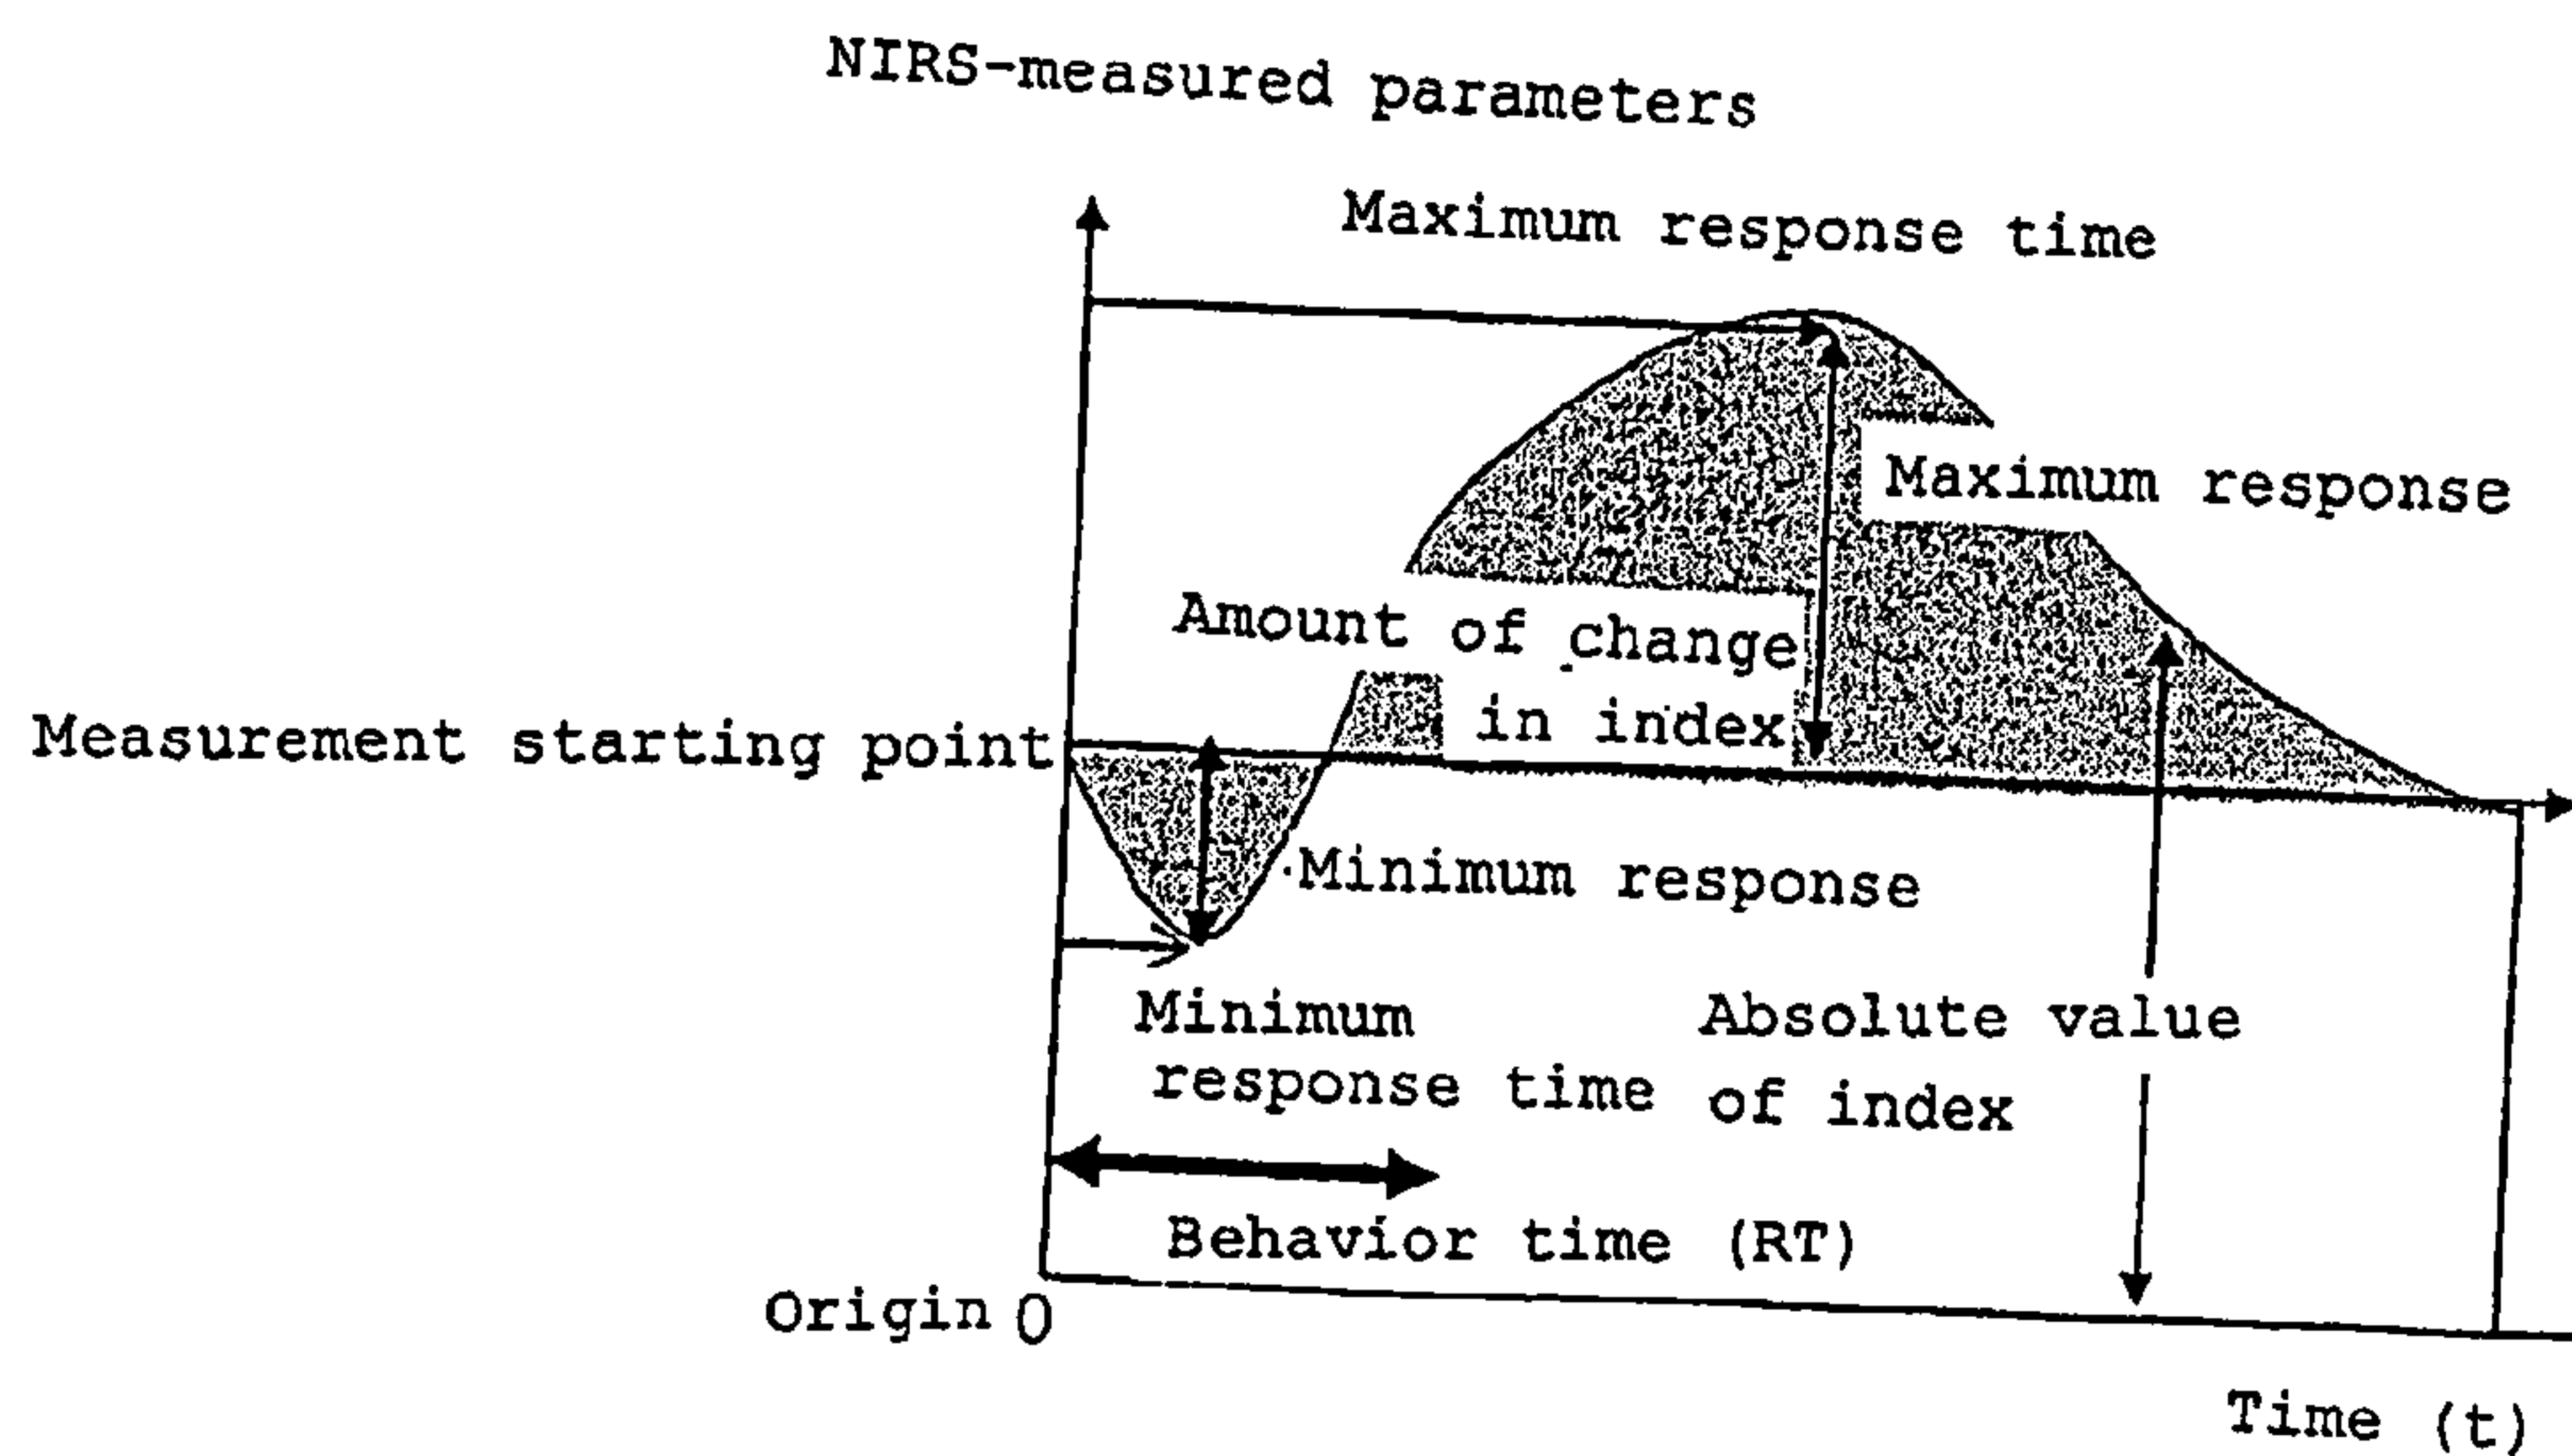 NIRS-measured parameters
Maximum response time
Maximum response
Amount of change
in index
Measurement starting point
Minimum response
Minimum
response time
Absolute value
of index
Behavior time (RT)
Origin 0
Time (t)